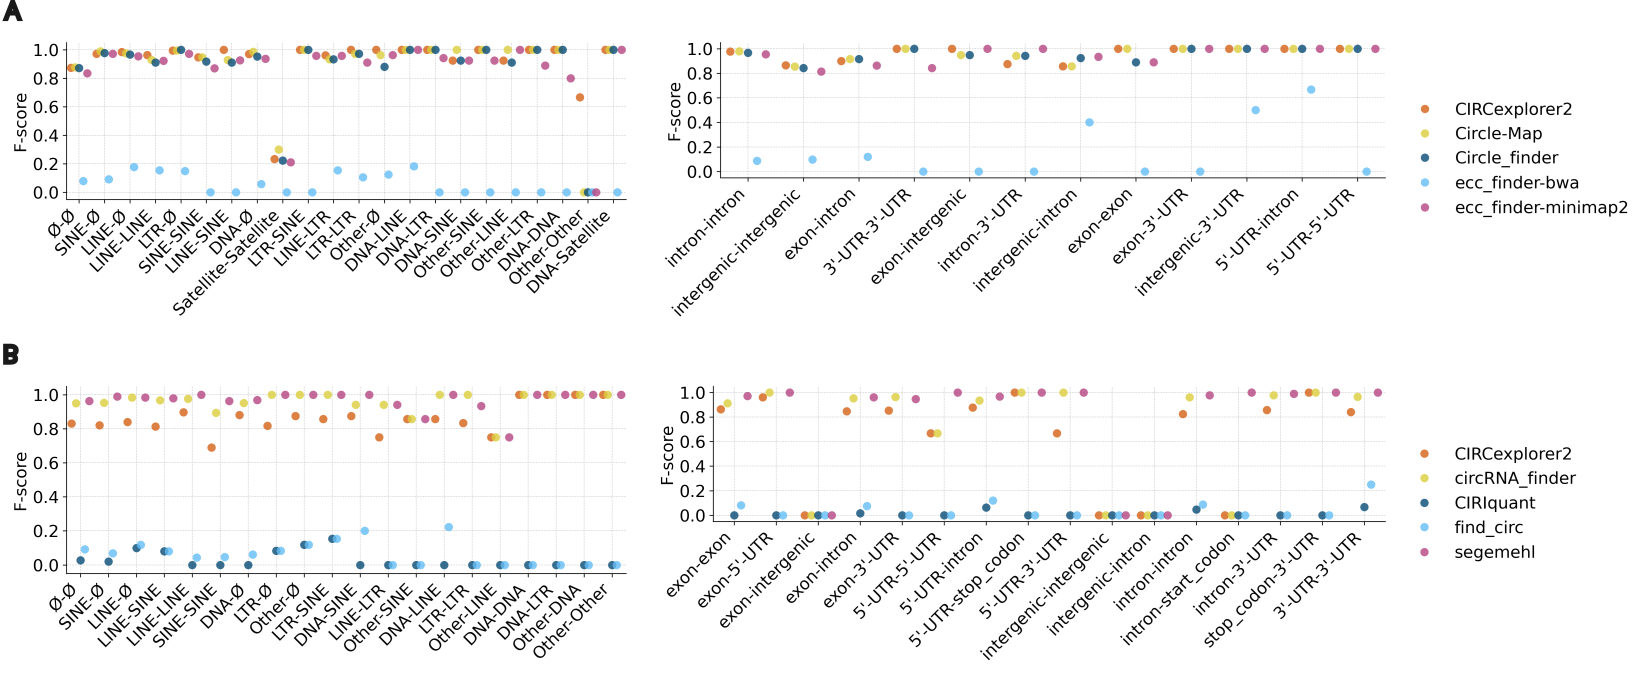 A
F-score
1.0
0.8
0.6
0.4
0.2
0.0
Ø-Ø
SINE-Ø
LINE-Ø
LINE-LINE
LTR-Ø
SINE-SINE
LINE-SINE
DNA-Ø
Satellite-Satellite
LTR-SINE
LINE-LTR
LTR-LTR
Other-Ø
DNA-LINE
DNA-LTR
DNA-SINE
Other-SINE
Other-LINE
Other-LTR
DNA-DNA
Other-Other
DNA-Satellite
F-score
1.0
0.8
0.6
0.4
0.2
0.0
intron-intron
intergenic-intergenic
exon-intron
3'-UTR-3'-UTR
exon-intergenic
intron-3'-UTR
intergenic-intron
exon-exon
exon-3'-UTR
intergenic-3'-UTR
5'-UTR-intron
5'-UTR-5'-UTR
CIRCexplorer2
Circle-Map
Circle_finder
ecc_finder-bwa
ecc_finder-minimap2
B
F-score
1.0
0.8
0.6
0.4
0.2
0.0
Ø-Ø
SINE-Ø
LINE-Ø
LINE-SINE
LINE-LINE
SINE-SINE
DNA-Ø
LTR-Ø
Other-Ø
LTR-SINE
DNA-SINE
LINE-LTR
Other-SINE
DNA-LINE
LTR-LTR
Other-LINE
DNA-DNA
DNA-LTR
Other-DNA
Other-Other
F-score
1.0
0.8
0.6
0.4
0.2
0.0
exon-exon
exon-5'-UTR
exon-intergenic
exon-intron
exon-3'-UTR
5'-UTR-5'-UTR
5'-UTR-intron
5'-UTR-stop_codon
5'-UTR-3'-UTR
intergenic-intergenic
intergenic-intron
intron-intron
intron-start_codon
intron-3'-UTR
stop_codon-3'-UTR
3'-UTR-3'-UTR
CIRCexplorer2
circRNA_finder
CIRIquant
find_circ
segemehl